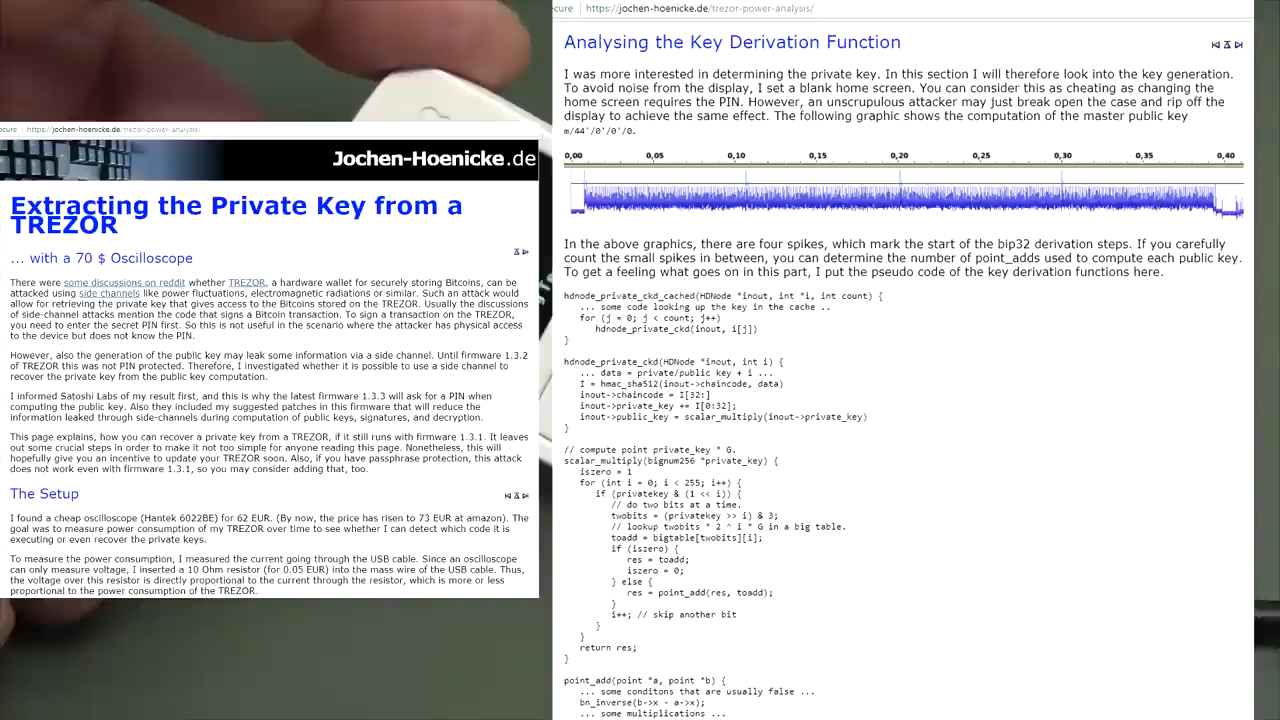 cure https://jochen-hoenicke.de/trezor-power-analysis/
Jochen-Hoenicke.de
Extracting the Private Key from a
TREZOR
... with a 70 $ Oscilloscope
There were some discussions on reddit whether TREZOR, a hardware wallet for securely storing Bitcoins, can be
attacked using side channels like power fluctuations, electromagnetic radiations or similar. Such an attack would
allow for retrieving the private key that gives access to the Bitcoins stored on the TREZOR. Usually the discussions
of side-channel attacks mention the code that signs a Bitcoin transaction. To sign a transaction on the TREZOR,
you need to enter the secret PIN first. So this is not useful in the scenario where the attacker has physical access
to the device but does not know the PIN.
However, also the generation of the public key may leak some information via a side channel. Until firmware 1.3.2
of TREZOR this was not PIN protected. Therefore, I investigated whether it is possible to use a side channel to
recover the private key from the public key computation.
I informed Satoshi Labs of my result first, and this is why the latest firmware 1.3.3 will ask for a PIN when
computing the public key. Also they included my suggested patches in this firmware that will reduce the
information leaked through side-channels during computation of public keys, signatures, and decryption.
This page explains, how you can recover a private key from a TREZOR, if it still runs with firmware 1.3.1. It leaves
out some crucial steps in order to make it not too simple for anyone reading this page. Nonetheless, this will
hopefully give you an incentive to update your TREZOR soon. Also, if you have passphrase protection, this attack
does not work even with firmware 1.3.1, so you may consider adding that, too.
The Setup
I found a cheap oscilloscope (Hantek 6022BE) for 62 EUR. (By now, the price has risen to 73 EUR at amazon). The
goal was to measure power consumption of my TREZOR over time to see whether I can detect which code it is
executing or even recover the private keys.
To measure the power consumption, I measured the current going through the USB cable. Since an oscilloscope
can only measure voltage, I inserted a 10 Ohm resistor (for 0.05 EUR) into the mass wire of the USB cable. Thus,
the voltage over this resistor is directly proportional to the current through the resistor, which is more or less
proportional to the power consumption of the TREZOR.
cure https://jochen-hoenicke.de/trezor-power-analysis/
Analysing the Key Derivation Function
I was more interested in determining the private key. In this section I will therefore look into the key generation.
To avoid noise from the display, I set a blank home screen. You can consider this as cheating as changing the
home screen requires the PIN. However, an unscrupulous attacker may just break open the case and rip off the
display to achieve the same effect. The following graphic shows the computation of the master public key
m/44'/0'/0'/0.
0,00 0,05 0,10 0,15 0,20 0,25 0,30 0,35 0,40
In the above graphics, there are four spikes, which mark the start of the bip32 derivation steps. If you carefully
count the small spikes in between, you can determine the number of point_adds used to compute each public key.
To get a feeling what goes on in this part, I put the pseudo code of the key derivation functions here.
hdnode_private_ckd_cached(HDNode *inout, int *i, int count) {
... some code looking up the key in the cache ..
for (j = 0; j < count; j++)
hdnode_private_ckd(inout, i[j])
}
hdnode_private_ckd(HDNode *inout, int i) {
... data = private/public key + i ...
I = hmac_sha512(inout->chaincode, data)
inout->chaincode = I[32:]
inout->private_key += I[0:32];
inout->public_key = scalar_multiply(inout->private_key)
}
// compute point private_key * G.
scalar_multiply(bignum256 *private_key) {
iszero = 1
for (int i = 0; i < 255; i++) {
if (privatekey & (1 << i)) {
// do two bits at a time.
twobits = (privatekey >> i) & 3;
// lookup twobits * 2 ^ i * G in a big table.
toadd = bigtable[twobits][i];
if (iszero) {
res = toadd;
iszero = 0;
} else {
res = point_add(res, toadd);
}
i++; // skip another bit
}
}
return res;
}
point_add(point *a, point *b) {
... some conditons that are usually false ...
bn_inverse(b->x - a->x);
... some multiplications ...